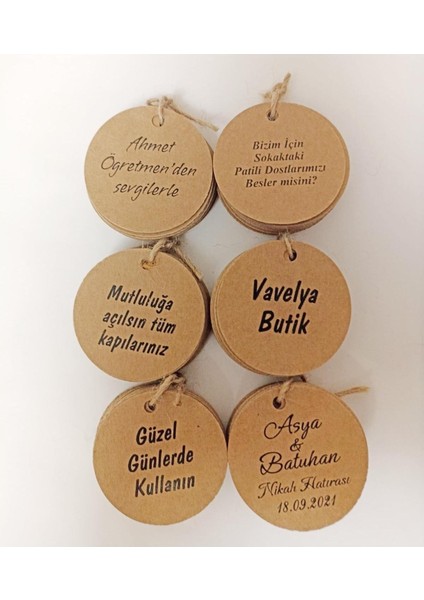 Ahmet
Öğretmen'den
sevgilerle
Bizim İçin
Sokaktaki
Patili Dostlarımızı
Besler misini?
Mutluluğa
açılsın tüm
kapılarınız
Vavelya
Butik
Güzel
Günlerde
Kullanın
Asya
&
Batuhan
Nikah Hatırası
18.09.2021